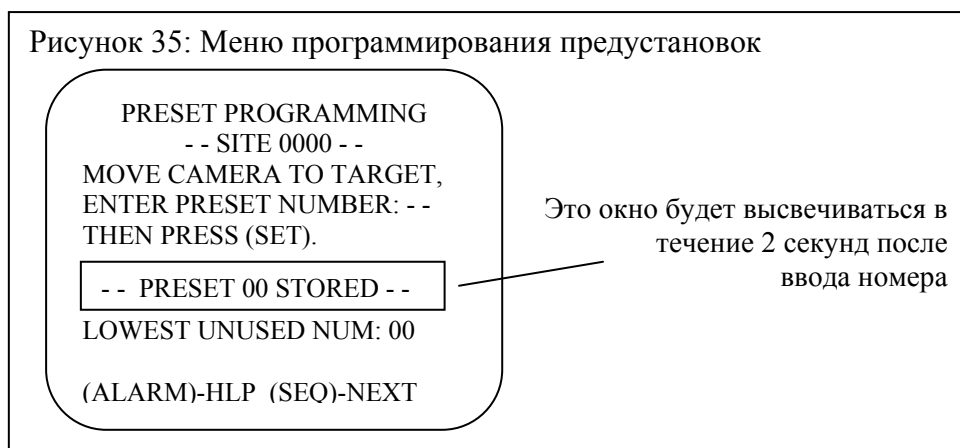 Рисунок 35: Меню программирования предустановок
PRESET PROGRAMMING
- - SITE 0000 - -
MOVE CAMERA TO TARGET,
ENTER PRESET NUMBER: - -
THEN PRESS (SET).
- - PRESET 00 STORED - -
LOWEST UNUSED NUM: 00
(ALARM)-HLP (SEQ)-NEXT
Это окно будет высвечиваться в
течение 2 секунд после
ввода номера